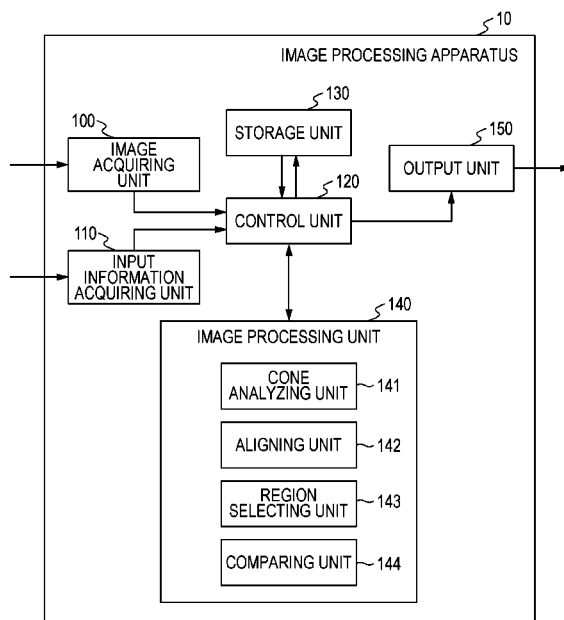 10
IMAGE PROCESSING APPARATUS
100
IMAGE
ACQUIRING
UNIT
130
STORAGE UNIT
150
OUTPUT UNIT
120
CONTROL UNIT
110
INPUT
INFORMATION
ACQUIRING UNIT
140
IMAGE PROCESSING UNIT
CONE
ANALYZING UNIT
141
ALIGNING UNIT
142
REGION
SELECTING UNIT
143
COMPARING UNIT
144